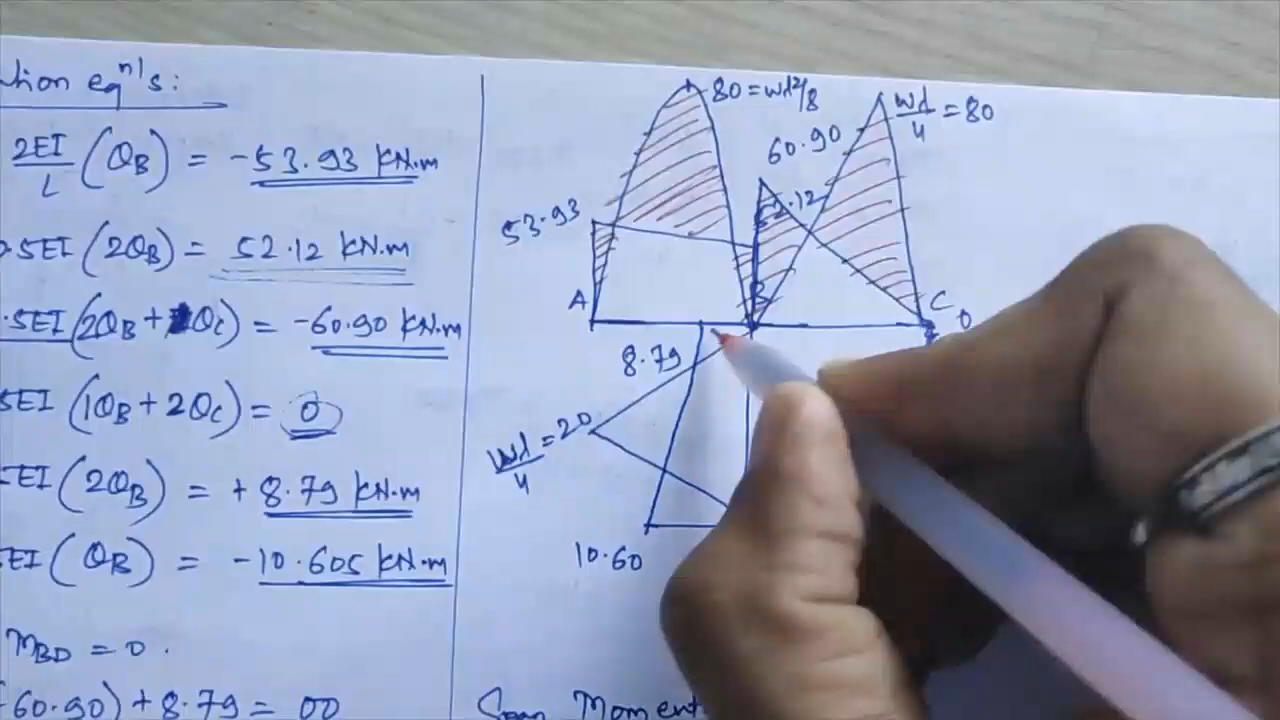 tion eqn's:
2EI/L (θB) = -53.93 KN.m
.5EI (2θB) = 52.12 KN.m
.5EI (2θB + 1θC) = -60.90 KN.m
5EI (1θB + 2θC) = 0
EI (2θB) = + 8.79 KN.m
EI (θB) = -10.605 KN.m
MBD = 0.
60.90) + 8.79 = 00
80 = wl²/8
wl/4 = 80
60.90
53.93
52.12
A
B
C
0
8.79
wl/4 = 20
10.60
Span Moment